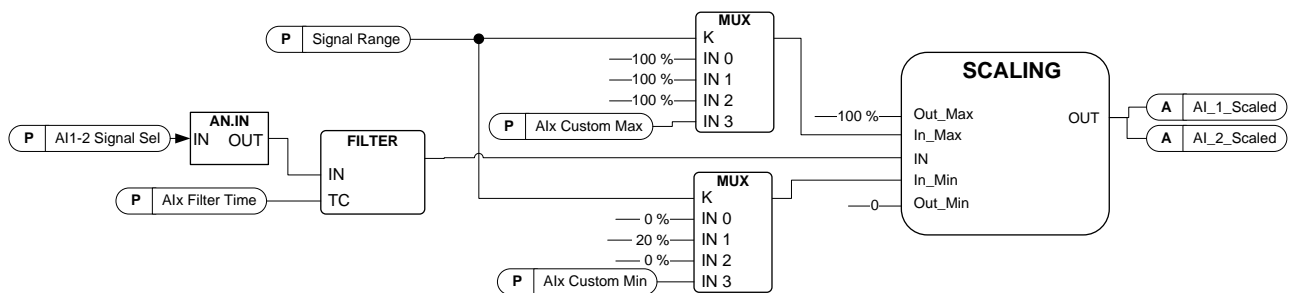 P Signal Range
MUX
K
100 % IN 0
100 % IN 1
100 % IN 2
P AIx Custom Max IN 3
P AI1-2 Signal Sel
AN.IN
IN OUT
FILTER
IN
TC
P AIx Filter Time
MUX
K
0 % IN 0
20 % IN 1
0 % IN 2
P AIx Custom Min IN 3
SCALING
100 % Out_Max
In_Max
IN
In_Min
0 Out_Min
OUT
A AI_1_Scaled
A AI_2_Scaled